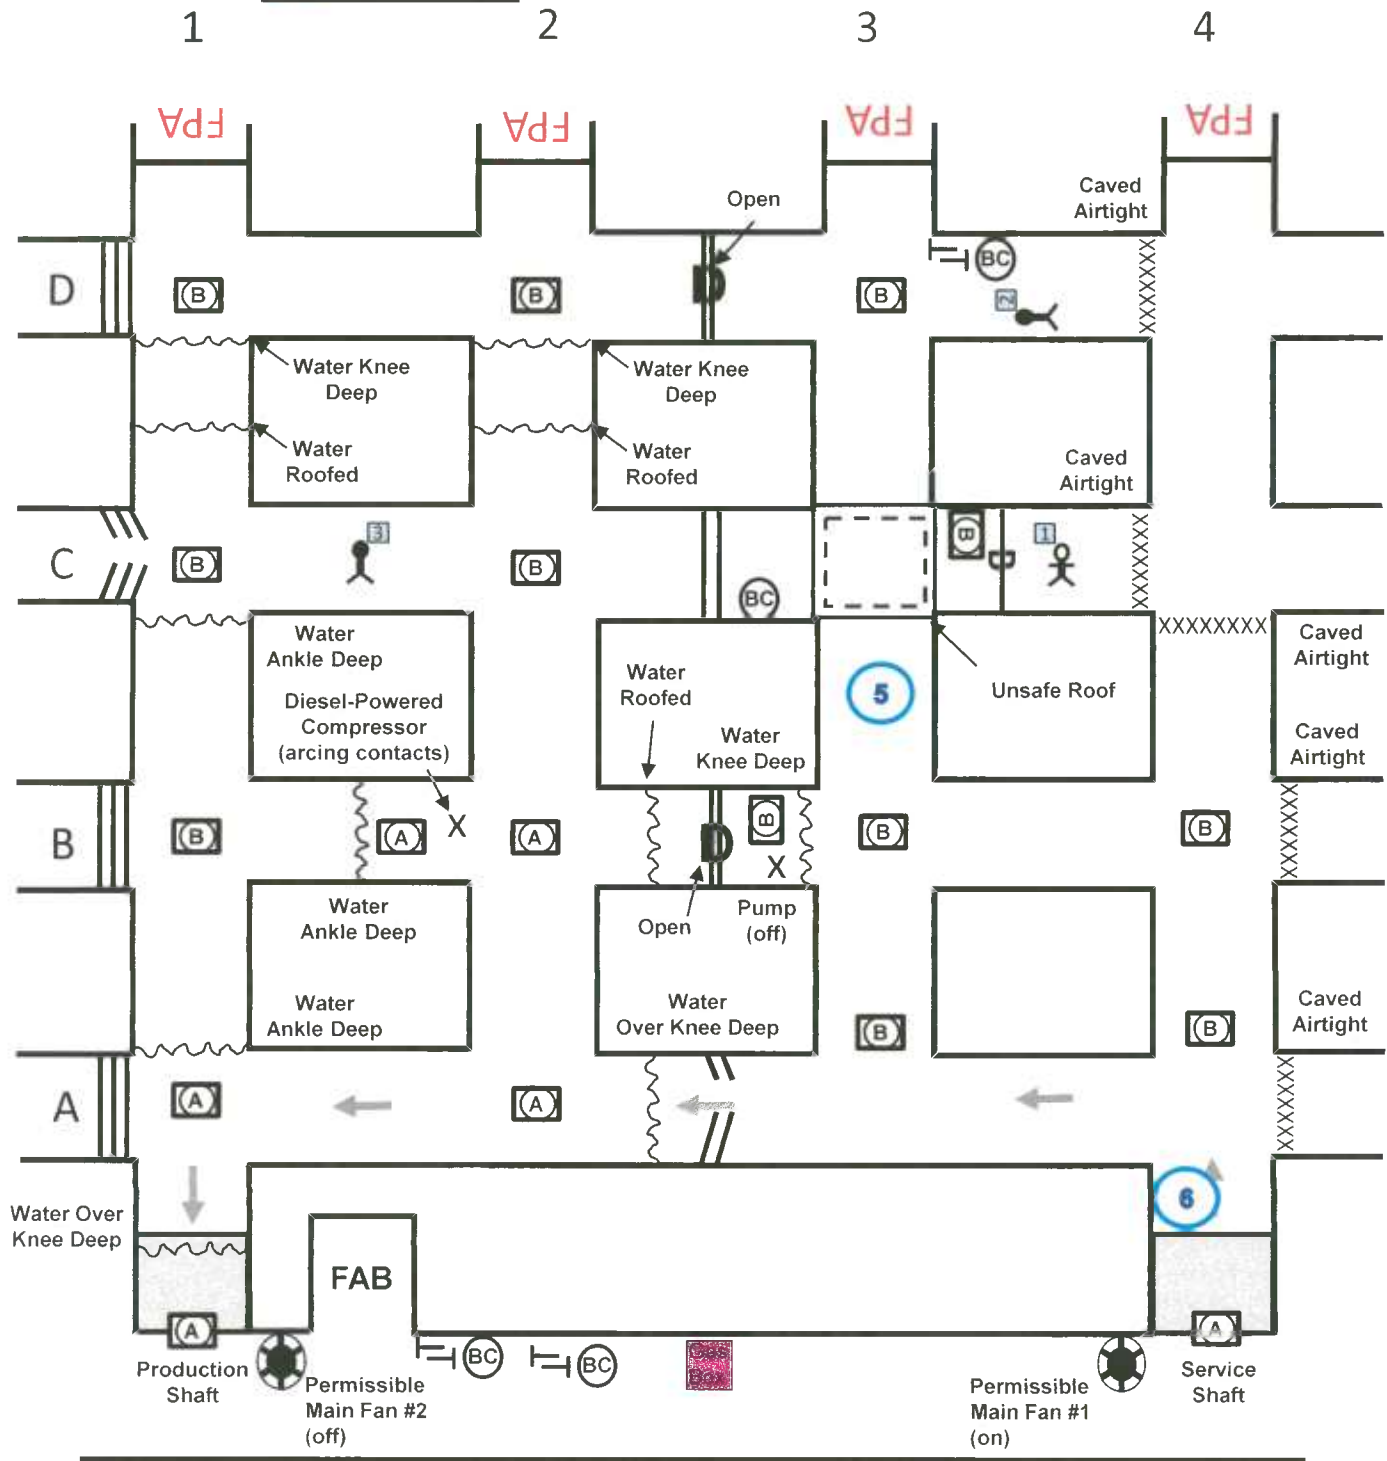 1 2 3 4
FPA FPA FPA FPA
Caved
Airtight
Open
BC
D
B B D B
2
Water Knee
Deep
Water Knee
Deep
Water
Roofed
Water
Roofed
Caved
Airtight
C
B
3
B
BC
B
D
1
XXXXXXXX
Water
Ankle Deep
Diesel-Powered
Compressor
(arcing contacts)
Water
Roofed
Water
Knee Deep
5
Unsafe Roof
Caved
Airtight
Caved
Airtight
B
B A X A D B X B B
Water
Ankle Deep
Open
Pump
(off)
Water
Ankle Deep
Water
Over Knee Deep
B B
Caved
Airtight
A
A A
Water Over
Knee Deep
6
FAB
A
A
Production
Shaft
Permissible
Main Fan #2
(off)
BC BC
Gas
Box
Permissible
Main Fan #1
(on)
Service
Shaft